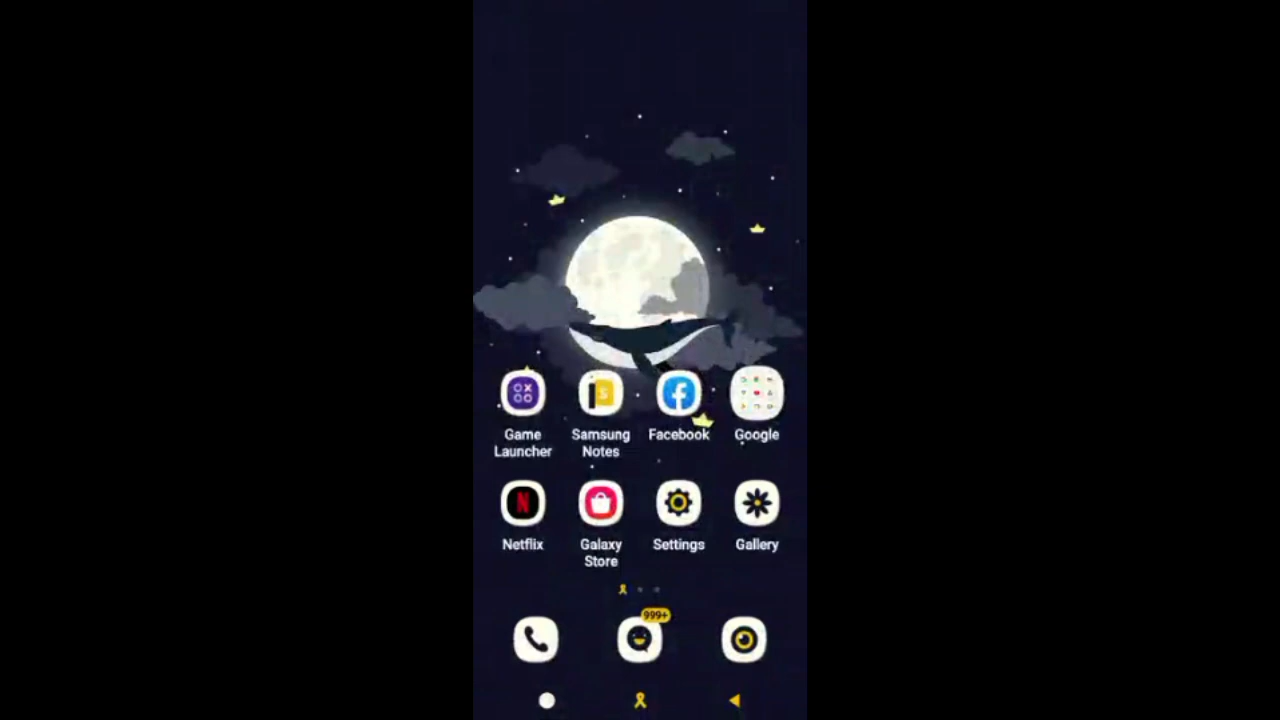 Game Launcher
Samsung Notes
Facebook
Google
Netflix
Galaxy Store
Settings
Gallery
999+